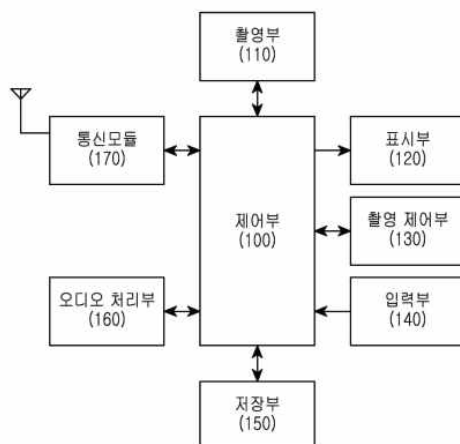 촬영부
(110)
통신모듈
(170)
표시부
(120)
제어부
(100)
촬영 제어부
(130)
오디오 처리부
(160)
입력부
(140)
저장부
(150)